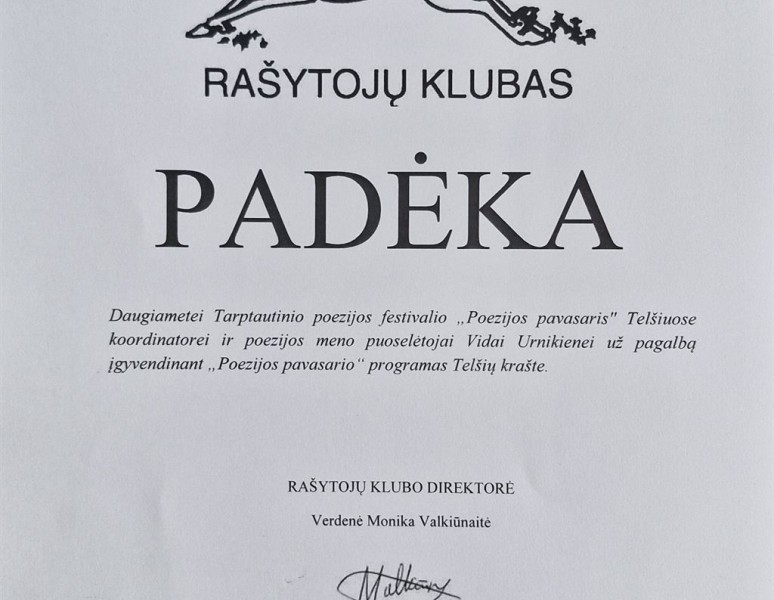 RAŠYTOJŲ KLUBAS
PADĖKA
Daugiametei Tarptautinio poezijos festivalio „Poezijos pavasaris" Telšiuose
koordinatorei ir poezijos meno puoselėtojai Vidai Urnikienei už pagalbą
įgyvendinant „Poezijos pavasario“ programas Telšių krašte.
RAŠYTOJŲ KLUBO DIREKTORĖ
Verdenė Monika Valkiūnaitė